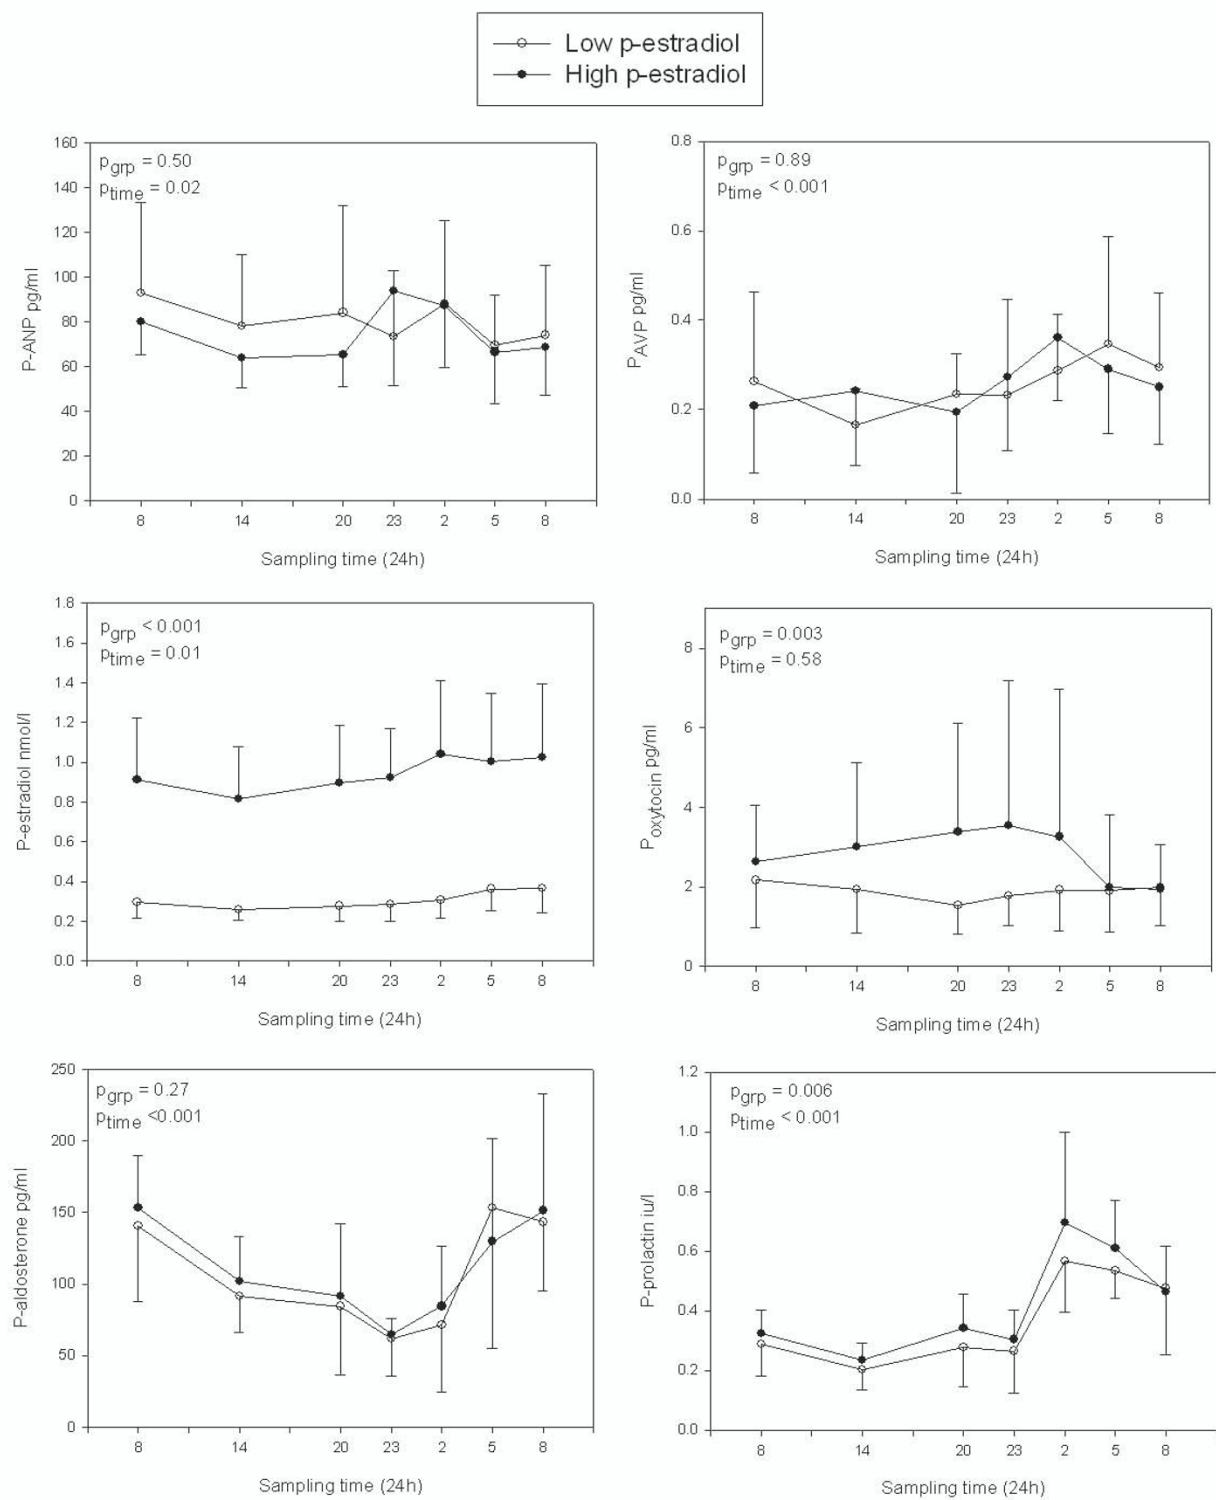 Low p-estradiol
High p-estradiol
160
140
120
100
80
60
40
20
0
P-ANP pg/ml
pgrp = 0.50
ptime = 0.02
8 14 20 23 2 5 8
Sampling time (24h)
0.8
0.6
0.4
0.2
0.0
PAVP pg/ml
pgrp = 0.89
ptime < 0.001
8 14 20 23 2 5 8
Sampling time (24h)
1.8
1.6
1.4
1.2
1.0
0.8
0.6
0.4
0.2
0.0
P-estradiol nmol/l
pgrp < 0.001
ptime = 0.01
8 14 20 23 2 5 8
Sampling time (24h)
8
6
4
2
0
Poxytocin pg/ml
pgrp = 0.003
ptime = 0.58
8 14 20 23 2 5 8
Sampling time (24h)
250
200
150
100
50
0
P-aldosterone pg/ml
pgrp = 0.27
ptime <0.001
8 14 20 23 2 5 8
Sampling time (24h)
1.2
1.0
0.8
0.6
0.4
0.2
0.0
P-prolactin iu/l
pgrp = 0.006
ptime < 0.001
8 14 20 23 2 5 8
Sampling time (24h)